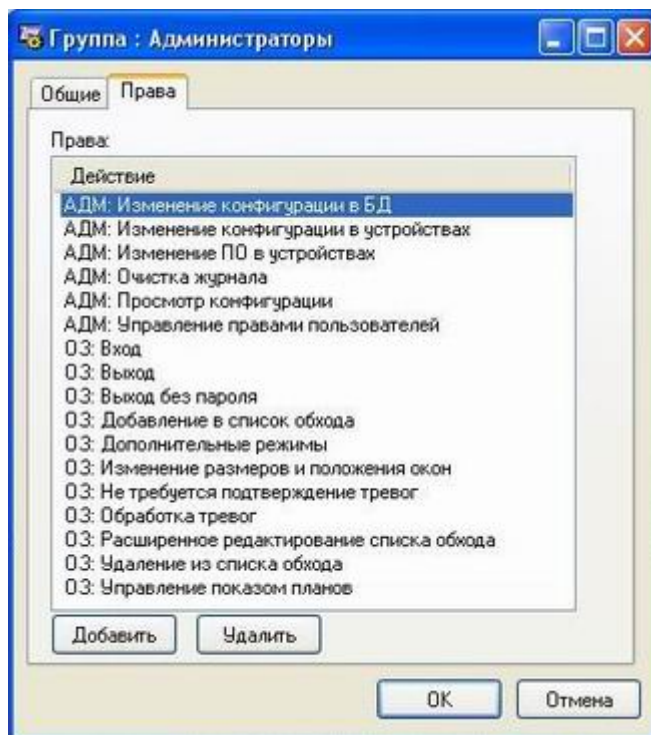 Группа : Администраторы
Общие Права
Права:
Действие
АДМ: Изменение конфигурации в БД
АДМ: Изменение конфигурации в устройствах
АДМ: Изменение ПО в устройствах
АДМ: Очистка журнала
АДМ: Просмотр конфигурации
АДМ: Управление правами пользователей
ОЗ: Вход
ОЗ: Выход
ОЗ: Выход без пароля
ОЗ: Добавление в список обхода
ОЗ: Дополнительные режимы
ОЗ: Изменение размеров и положения окон
ОЗ: Не требуется подтверждение тревог
ОЗ: Обработка тревог
ОЗ: Расширенное редактирование списка обхода
ОЗ: Удаление из списка обхода
ОЗ: Управление показом планов
Добавить Удалить
OK Отмена